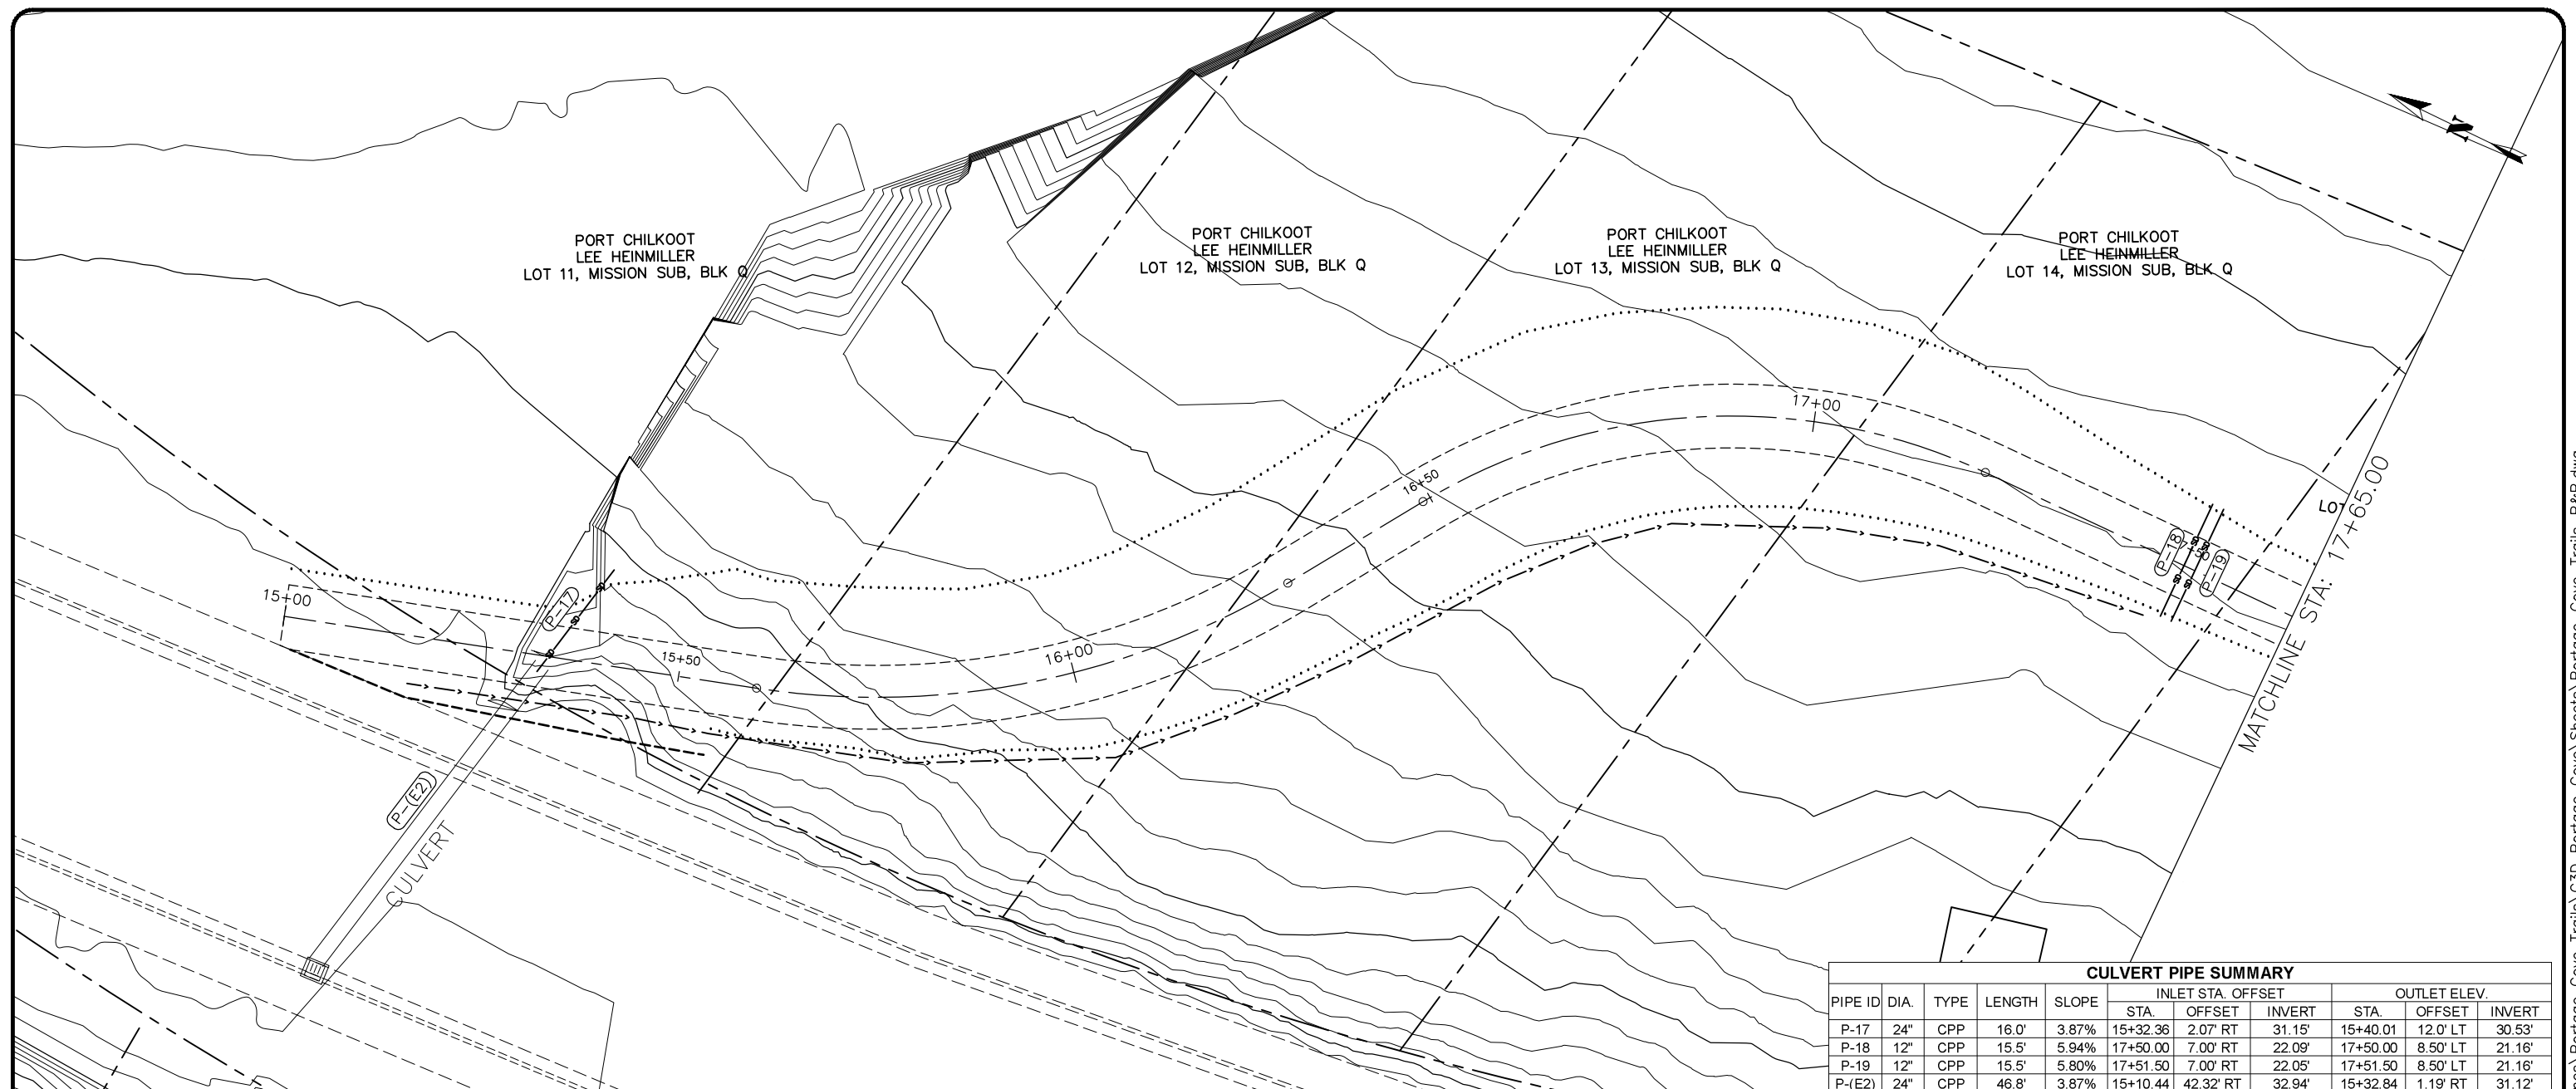 PORT CHILKOOT
LEE HEINMILLER
LOT 11, MISSION SUB, BLK Q
PORT CHILKOOT
LEE HEINMILLER
LOT 12, MISSION SUB, BLK Q
PORT CHILKOOT
LEE HEINMILLER
LOT 13, MISSION SUB, BLK Q
PORT CHILKOOT
LEE HEINMILLER
LOT 14, MISSION SUB, BLK Q
N
15+00
P-17
SD
SD
SD
15+50
16+00
16+50
17+00
P-18
P-19
SD
SD
SD
SD
LOT
MATCHLINE STA: 17+65.00
P-(E2)
CULVERT
CULVERT PIPE SUMMARY
PIPE ID DIA. TYPE LENGTH SLOPE INLET STA. OFFSET OUTLET ELEV.
STA. OFFSET INVERT STA. OFFSET INVERT
P-17 24" CPP 16.0' 3.87% 15+32.36 2.07' RT 31.15' 15+40.01 12.0' LT 30.53'
P-18 12" CPP 15.5' 5.94% 17+50.00 7.00' RT 22.09' 17+50.00 8.50' LT 21.16'
P-19 12" CPP 15.5' 5.80% 17+51.50 7.00' RT 22.05' 17+51.50 8.50' LT 21.16'
P-(E2) 24" CPP 46.8' 3.87% 15+10.44 42.32' RT 32.94' 15+32.84 1.19' RT 31.12'